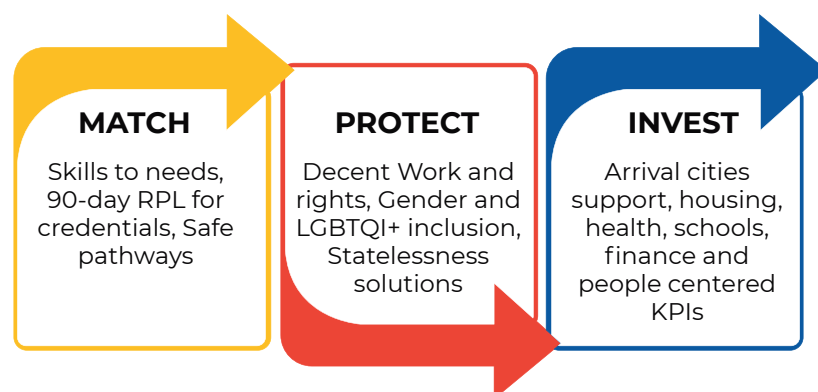 MATCH
Skills to needs,
90-day RPL for
credentials, Safe
pathways
PROTECT
Decent Work and
rights, Gender and
LGBTQI+ inclusion,
Statelessness
solutions
INVEST
Arrival cities
support, housing,
health, schools,
finance and
people centered
KPIs